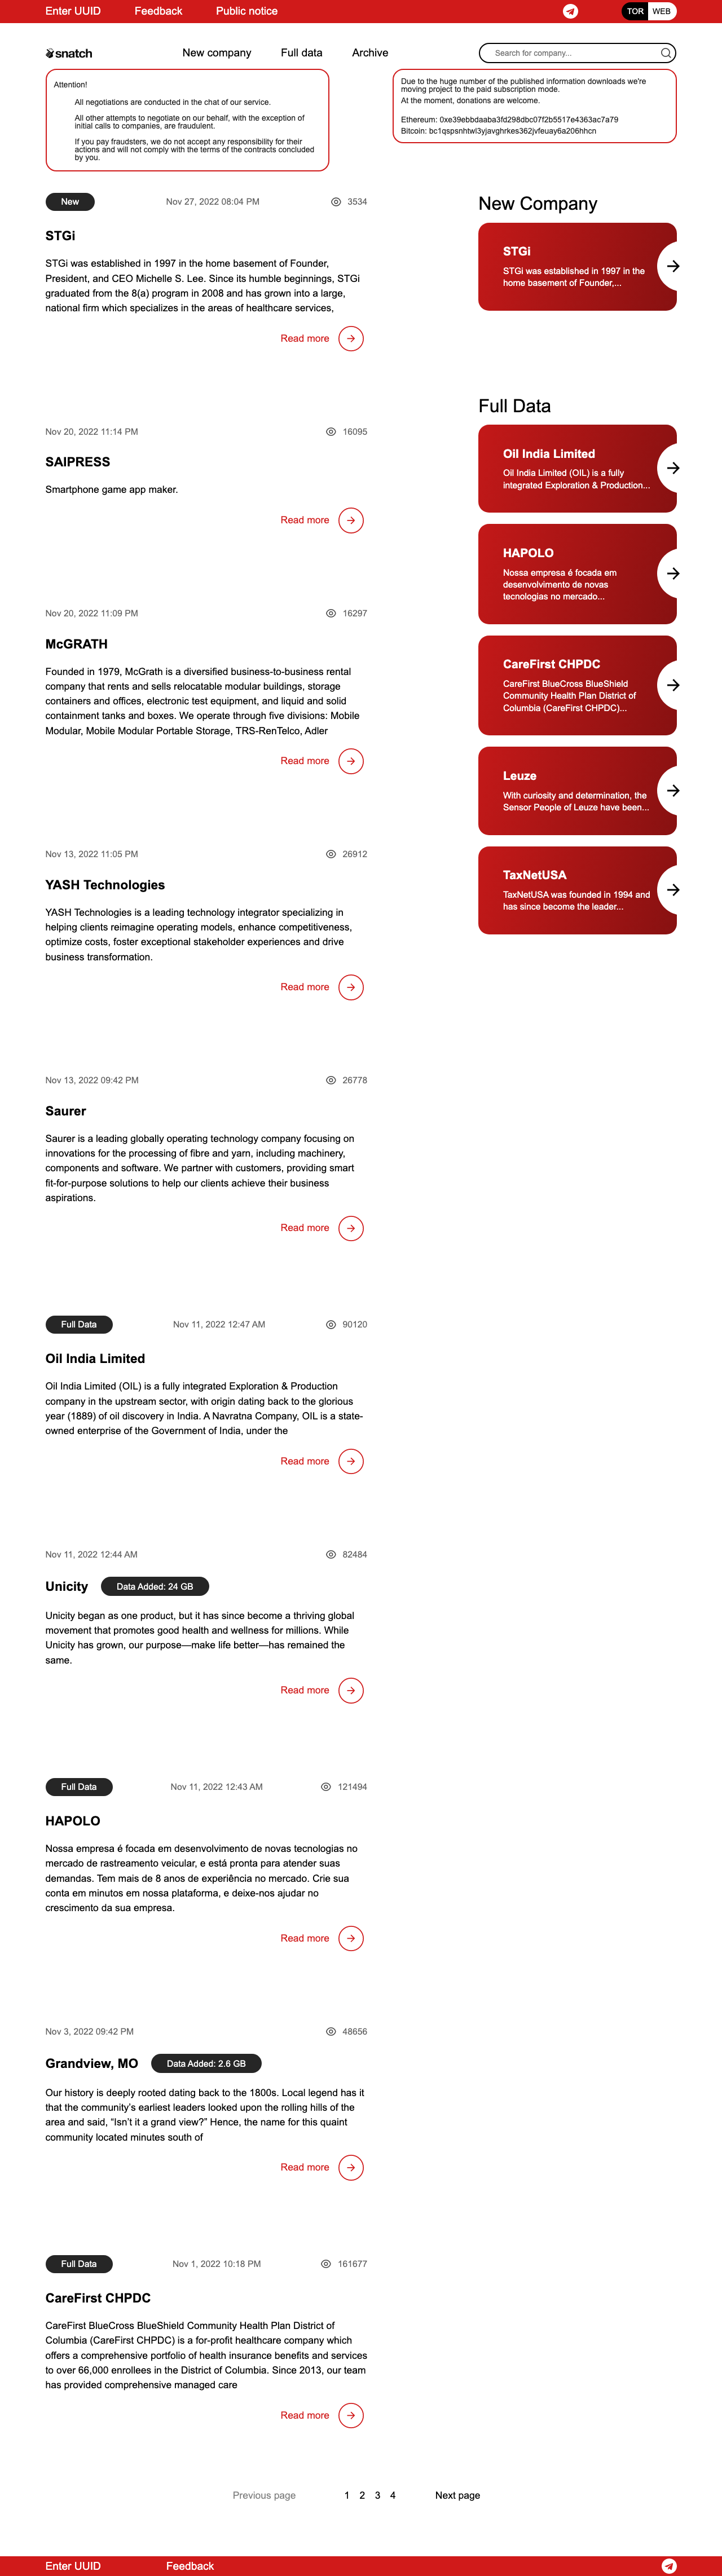 Enter UUID Feedback Public notice TOR WEB
snatch New company Full data Archive Search for company...
Attention!
All negotiations are conducted in the chat of our service.
All other attempts to negotiate on our behalf, with the exception of
initial calls to companies, are fraudulent.
If you pay fraudsters, we do not accept any responsibility for their
actions and will not comply with the terms of the contracts concluded
by you.
Due to the huge number of the published information downloads we're
moving project to the paid subscription mode.
At the moment, donations are welcome.
Ethereum: 0xe39ebbdaaba3fd298dbc07f2b5517e4363ac7a79
Bitcoin: bc1qspsnhtwl3yjavghrkes362jvfeuay6a206hhcn
New Nov 27, 2022 08:04 PM 3534
STGi
STGi was established in 1997 in the home basement of Founder,
President, and CEO Michelle S. Lee. Since its humble beginnings, STGi
graduated from the 8(a) program in 2008 and has grown into a large,
national firm which specializes in the areas of healthcare services,
Read more
Nov 20, 2022 11:14 PM 16095
SAIPRESS
Smartphone game app maker.
Read more
Nov 20, 2022 11:09 PM 16297
McGRATH
Founded in 1979, McGrath is a diversified business-to-business rental
company that rents and sells relocatable modular buildings, storage
containers and offices, electronic test equipment, and liquid and solid
containment tanks and boxes. We operate through five divisions: Mobile
Modular, Mobile Modular Portable Storage, TRS-RenTelco, Adler
Read more
Nov 13, 2022 11:05 PM 26912
YASH Technologies
YASH Technologies is a leading technology integrator specializing in
helping clients reimagine operating models, enhance competitiveness,
optimize costs, foster exceptional stakeholder experiences and drive
business transformation.
Read more
Nov 13, 2022 09:42 PM 26778
Saurer
Saurer is a leading globally operating technology company focusing on
innovations for the processing of fibre and yarn, including machinery,
components and software. We partner with customers, providing smart
fit-for-purpose solutions to help our clients achieve their business
aspirations.
Read more
Full Data Nov 11, 2022 12:47 AM 90120
Oil India Limited
Oil India Limited (OIL) is a fully integrated Exploration & Production
company in the upstream sector, with origin dating back to the glorious
year (1889) of oil discovery in India. A Navratna Company, OIL is a state-
owned enterprise of the Government of India, under the
Read more
Nov 11, 2022 12:44 AM 82484
Unicity Data Added: 24 GB
Unicity began as one product, but it has since become a thriving global
movement that promotes good health and wellness for millions. While
Unicity has grown, our purpose—make life better—has remained the
same.
Read more
Full Data Nov 11, 2022 12:43 AM 121494
HAPOLO
Nossa empresa é focada em desenvolvimento de novas tecnologias no
mercado de rastreamento veicular, e está pronta para atender suas
demandas. Tem mais de 8 anos de experiência no mercado. Crie sua
conta em minutos em nossa plataforma, e deixe-nos ajudar no
crescimento da sua empresa.
Read more
Nov 3, 2022 09:42 PM 48656
Grandview, MO Data Added: 2.6 GB
Our history is deeply rooted dating back to the 1800s. Local legend has it
that the community's earliest leaders looked upon the rolling hills of the
area and said, "Isn't it a grand view?" Hence, the name for this quaint
community located minutes south of
Read more
Full Data Nov 1, 2022 10:18 PM 161677
CareFirst CHPDC
CareFirst BlueCross BlueShield Community Health Plan District of
Columbia (CareFirst CHPDC) is a for-profit healthcare company which
offers a comprehensive portfolio of health insurance benefits and services
to over 66,000 enrollees in the District of Columbia. Since 2013, our team
has provided comprehensive managed care
Read more
New Company
STGi
STGi was established in 1997 in the
home basement of Founder,...
Full Data
Oil India Limited
Oil India Limited (OIL) is a fully
integrated Exploration & Production...
HAPOLO
Nossa empresa é focada em
desenvolvimento de novas
tecnologias no mercado...
CareFirst CHPDC
CareFirst BlueCross BlueShield
Community Health Plan District of
Columbia (CareFirst CHPDC)...
Leuze
With curiosity and determination, the
Sensor People of Leuze have been...
TaxNetUSA
TaxNetUSA was founded in 1994 and
has since become the leader...
Previous page 1 2 3 4 Next page
Enter UUID Feedback